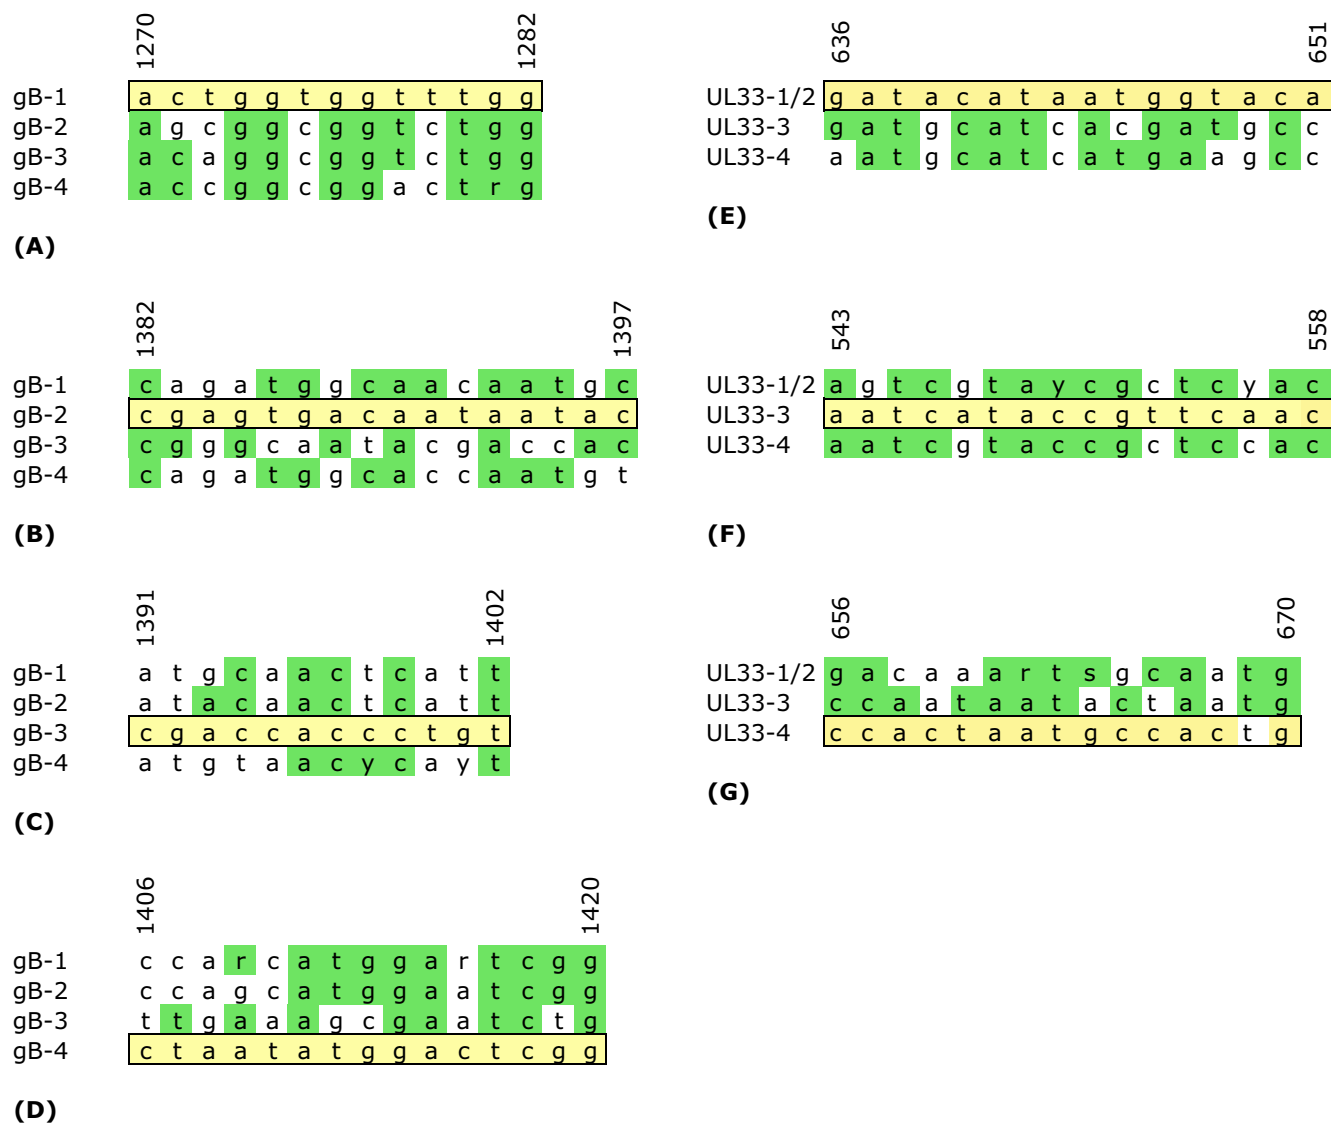 1270 1282
gB-1 a c t g g t g g t t t g g
gB-2 a g c g g c g g t c t g g
gB-3 a c a g g c g g t c t g g
gB-4 a c c g g c g g a c t r g
(A)
1382 1397
gB-1 c a g a t g g c a a c a a t g c
gB-2 c g a g t g a c a a t a a t a c
gB-3 c g g g c a a t a c g a c c a c
gB-4 c a g a t g g c a c c a a t g t
(B)
1391 1402
gB-1 a t g c a a c t c a t t
gB-2 a t a c a a c t c a t t
gB-3 c g a c c a c c c t g t
gB-4 a t g t a a c y c a y t
(C)
1406 1420
gB-1 c c a r c a t g g a r t c g g
gB-2 c c a g c a t g g a a t c g g
gB-3 t t g a a a g c g a a t c t g
gB-4 c t a a t a t g g a c t c g g
(D)
636 651
UL33-1/2 g a t a c a t a a t g g t a c a
UL33-3 g a t g c a t c a c g a t g c c
UL33-4 a a t g c a t c a t g a a g c c
(E)
543 558
UL33-1/2 a g t c g t a y c g c t c y a c
UL33-3 a a t c a t a c c g t t c a a c
UL33-4 a a t c g t a c c g c t c c a c
(F)
656 670
UL33-1/2 g a c a a a r t s g c a a t g
UL33-3 c c a a t a a t a c t a a t g
UL33-4 c c a c t a a t g c c a c t g
(G)